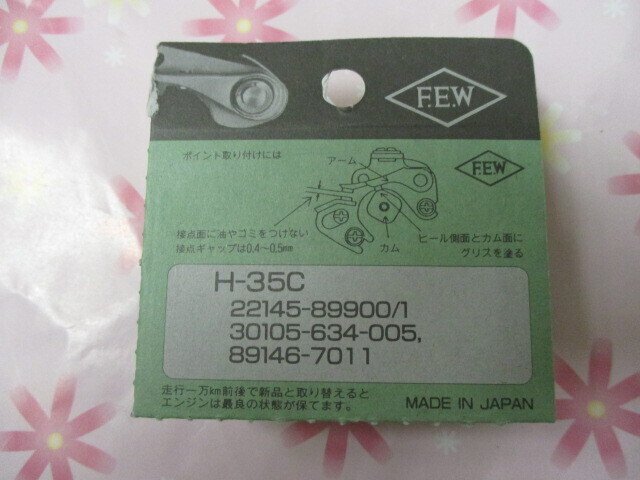 F.E.W
ポイント取り付けには
アーム
F.E.W
接点面に油やゴミをつけない
接点ギャップは0.4~0.5mm
カム
ヒール側面とカム面に
グリスを塗る
H-35C
22145-89900/1
30105-634-005,
89146-7011
走行一万km前後で新品と取り替えると
エンジンは最良の状態が保てます。
MADE IN JAPAN